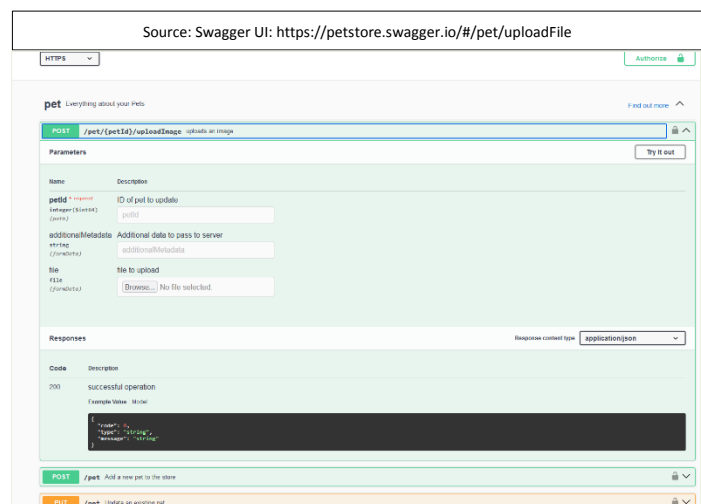 Source: Swagger UI: https://petstore.swagger.io/#/pet/uploadFile
HTTPS
Authorize
pet Everything about your Pets
Find out more
POST /pet/{petId}/uploadImage uploads an image
Parameters
Try it out
Name Description
petId * required ID of pet to update
integer($int64)
(path)
petId
additionalMetadata Additional data to pass to server
string
(formData)
additionalMetadata
file file to upload
file
(formData)
Browse... No file selected.
Responses
Response content type application/json
Code Description
200 successful operation
Example Value Model
{
"code": 0,
"type": "string",
"message": "string"
}
POST /pet Add a new pet to the store
PUT /pet Update an existing pet